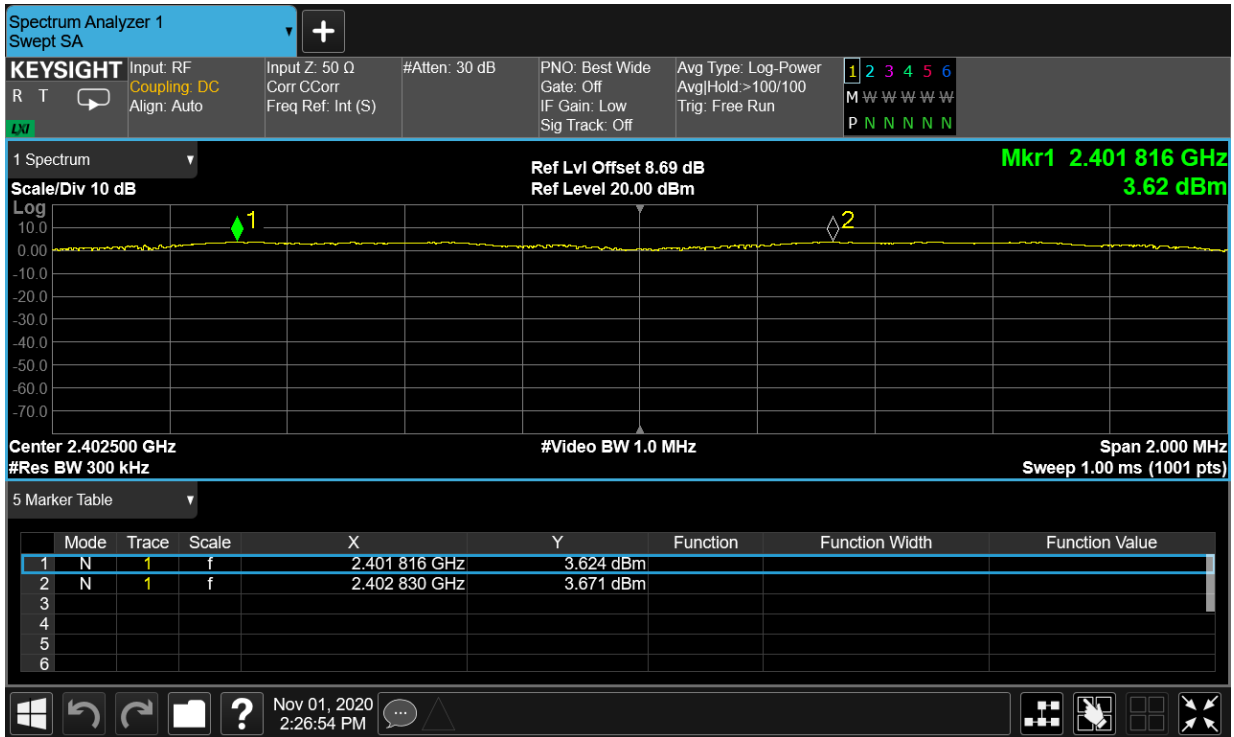 Spectrum Analyzer 1
Swept SA
KEYSIGHT
R T
LXI
Input: RF
Coupling: DC
Align: Auto
Input Z: 50 Ω
Corr CCorr
Freq Ref: Int (S)
#Atten: 30 dB
PNO: Best Wide
Gate: Off
IF Gain: Low
Sig Track: Off
Avg Type: Log-Power
Avg|Hold:>100/100
Trig: Free Run
1 2 3 4 5 6
M W W W W W
P N N N N N
1 Spectrum
Scale/Div 10 dB
Ref Lvl Offset 8.69 dB
Ref Level 20.00 dBm
Mkr1 2.401 816 GHz
3.62 dBm
Log
10.0
0.00
-10.0
-20.0
-30.0
-40.0
-50.0
-60.0
-70.0
1
2
Center 2.402500 GHz
#Res BW 300 kHz
#Video BW 1.0 MHz
Span 2.000 MHz
Sweep 1.00 ms (1001 pts)
5 Marker Table
Mode Trace Scale X Y Function Function Width Function Value
1 N 1 f 2.401 816 GHz 3.624 dBm
2 N 1 f 2.402 830 GHz 3.671 dBm
3
4
5
6
?
Nov 01, 2020
2:26:54 PM